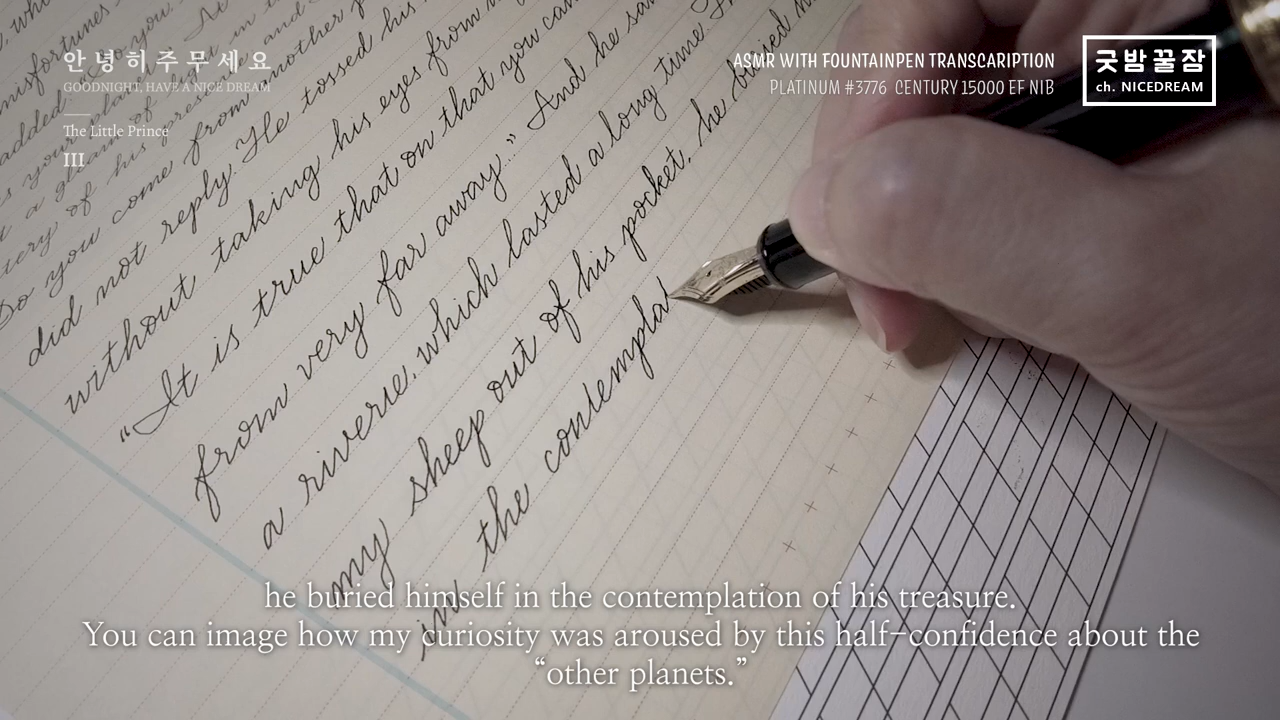 안녕히주무세요
GOODNIGHT, HAVE A NICE DREAM
The Little Prince
III
ASMR WITH FOUNTAINPEN TRANSCARIPTION
PLATINUM #3776 CENTURY 15000 EF NIB
굿밤꿀잠
ch. NICEDREAM
do you come from another
did not reply. He tossed his
without taking his eyes from
“It is true that on that you can
from very far away..” And he sa
a riverie, which lasted a long time.
my sheep out of his pocket, he buried
in the contemplat
he buried himself in the contemplation of his treasure.
You can image how my curiosity was aroused by this half-confidence about the
“other planets.”